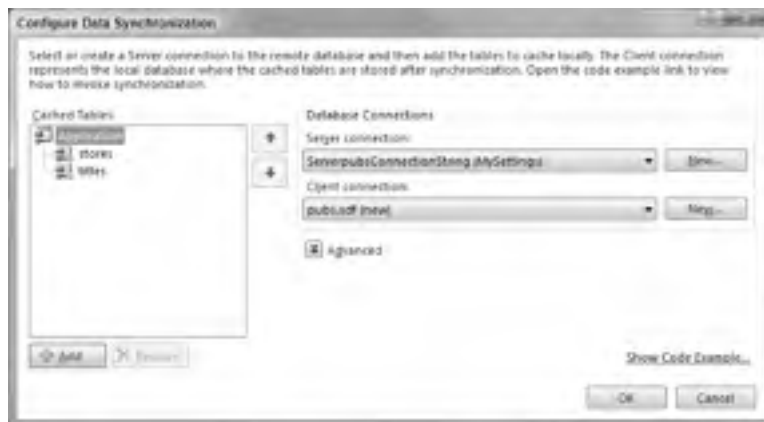 Configure Data Synchronization
Select or create a Server connection to the remote database and then add the tables to cache locally. The Client connection
represents the local database where the cached tables are stored after synchronization. Open the code example link to view
how to invoke synchronization.
Cached Tables:
Application
stores
titles
Database Connections
Server connection:
ServerpubsConnectionString (MySettings)
New...
Client connection:
pubs.sdf (new)
New...
Advanced
Add
Remove
Show Code Example...
OK
Cancel